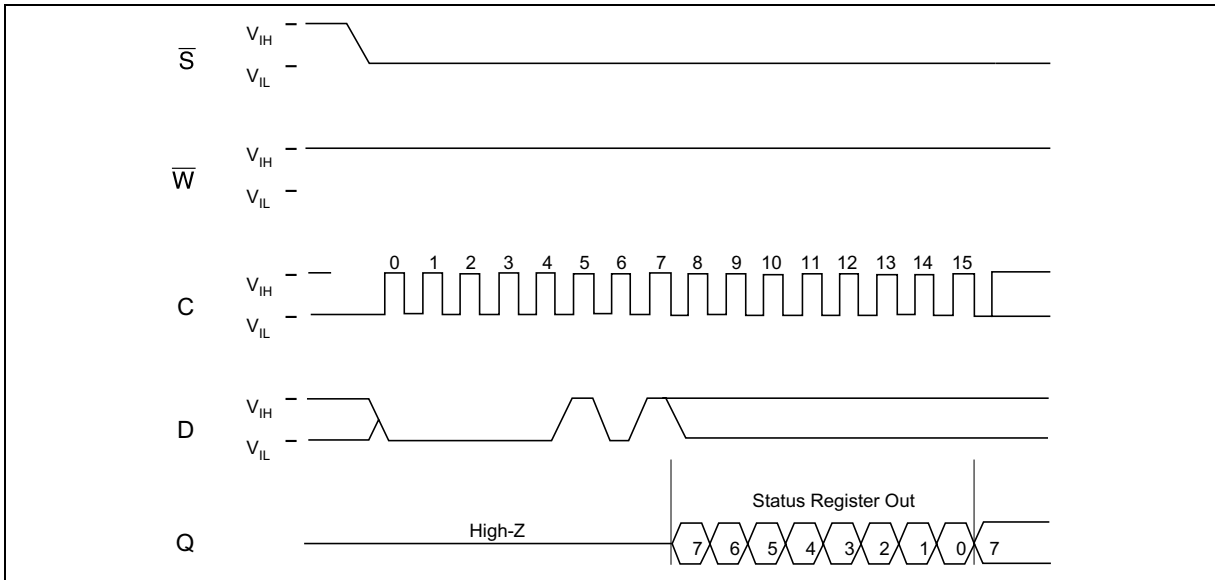 S̅
V_IH
V_IL
W̅
V_IH
V_IL
C
0 1 2 3 4 5 6 7 8 9 10 11 12 13 14 15
V_IH
V_IL
D
V_IH
V_IL
Q
High-Z
Status Register Out
7 6 5 4 3 2 1 0 7